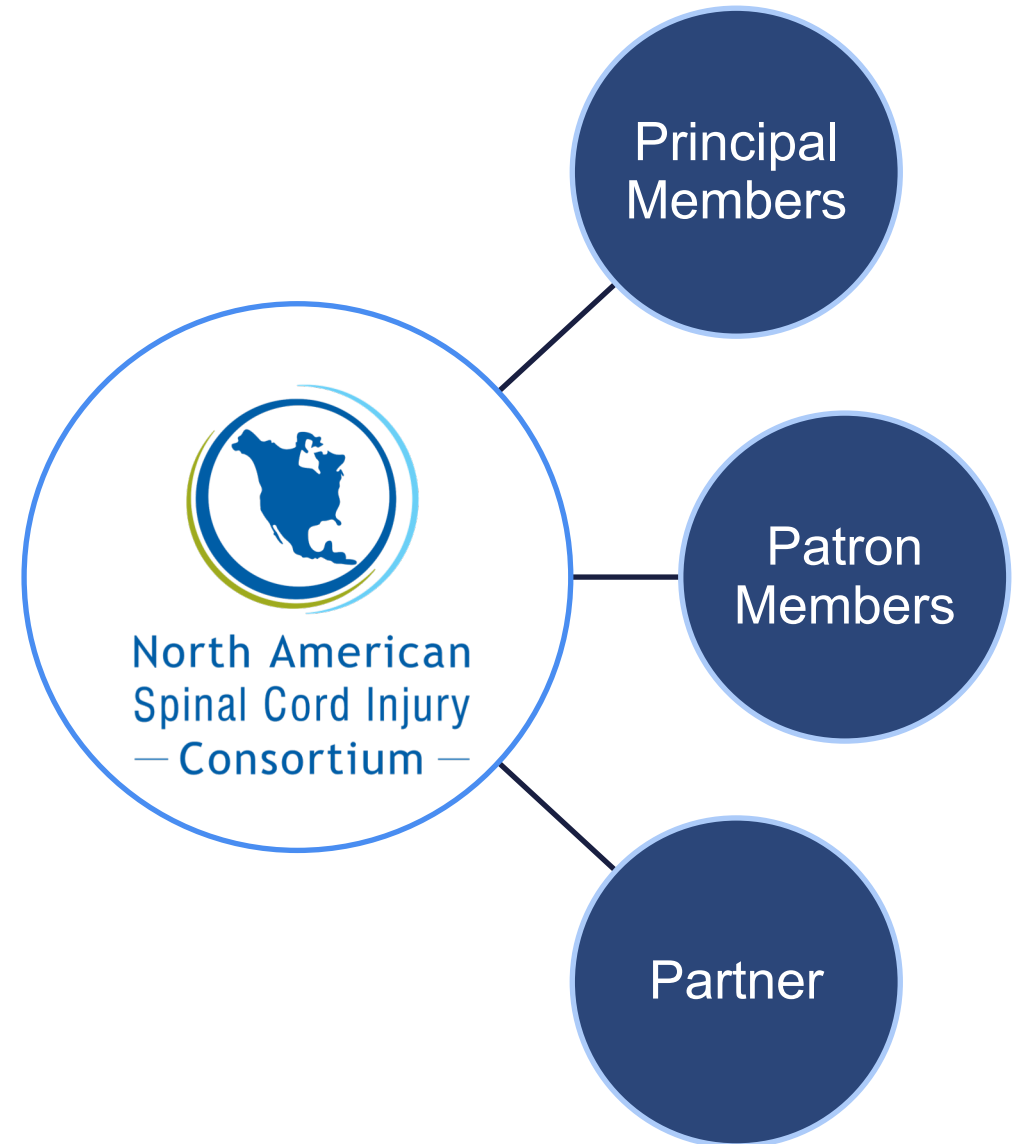 Principal
Members
North American
Spinal Cord Injury
— Consortium —
Patron
Members
Partner